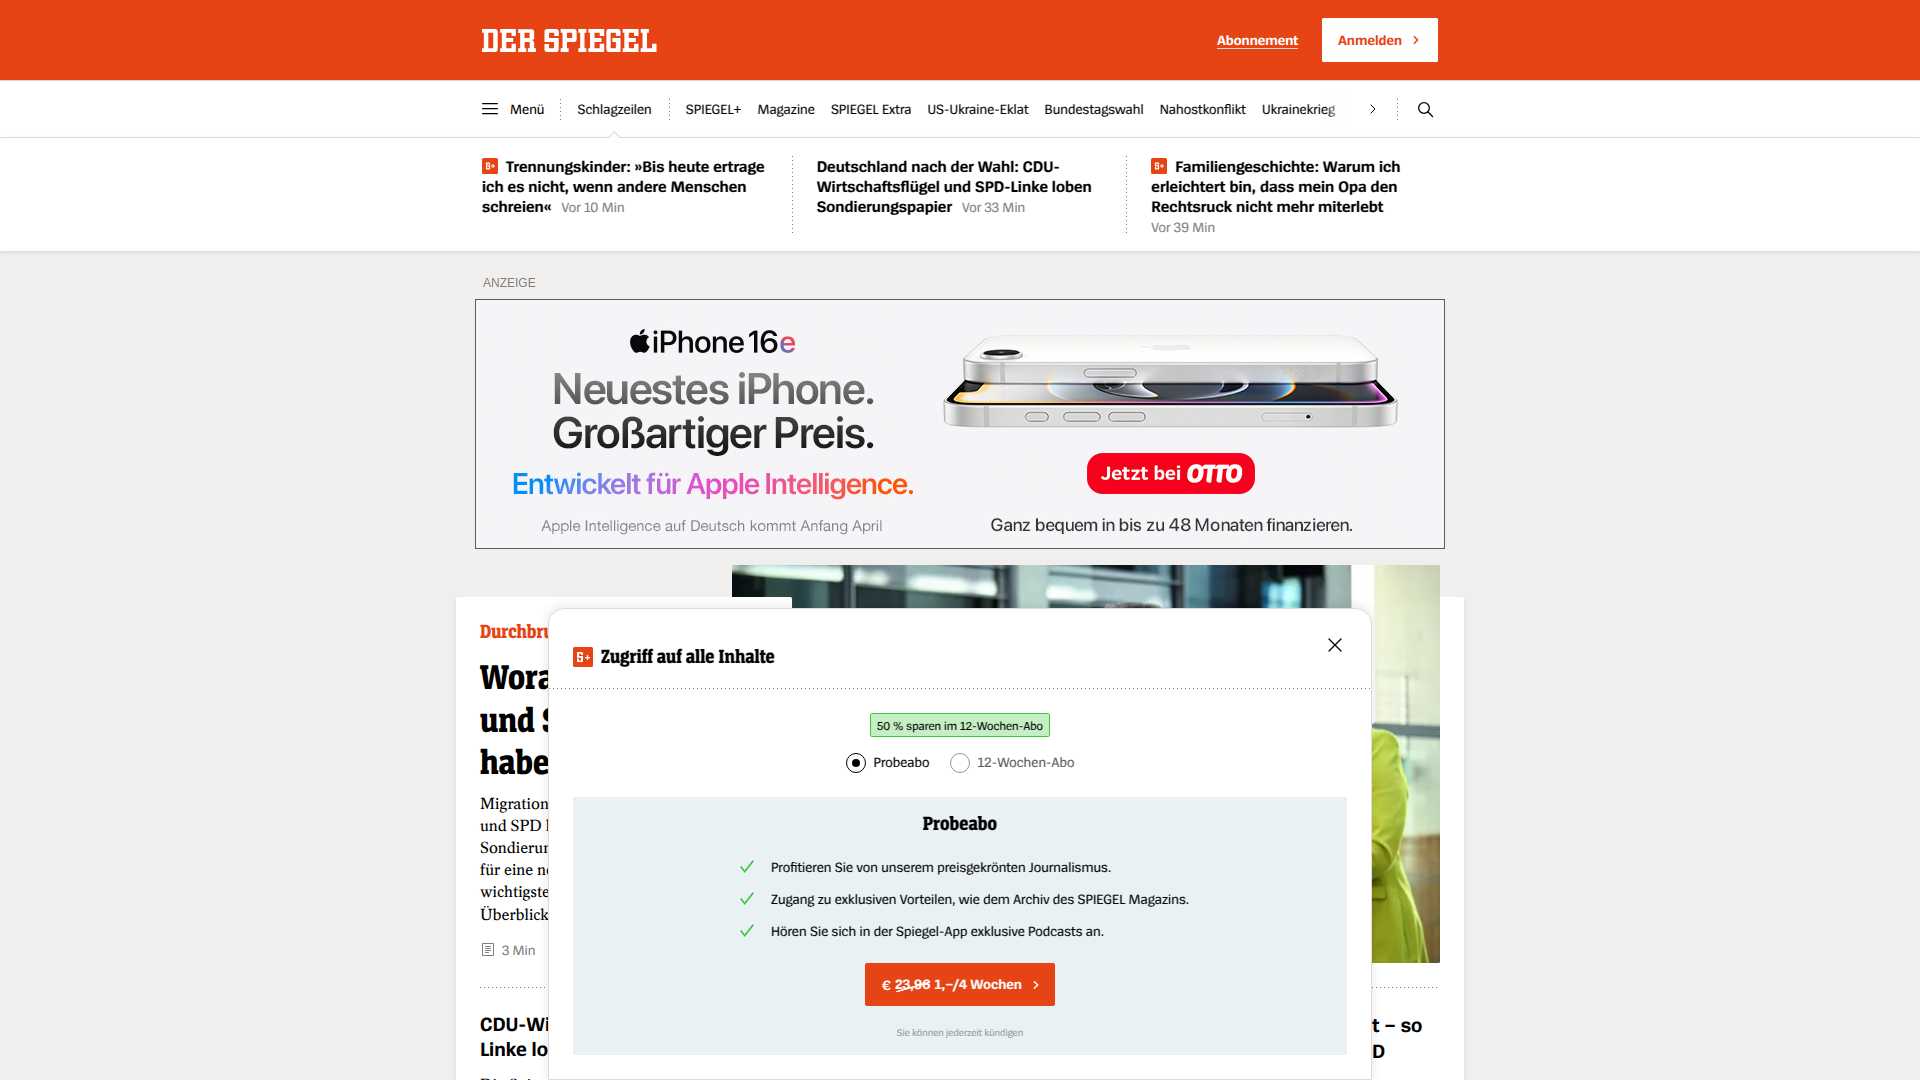 DER SPIEGEL
Abonnement
Anmelden
Menü
Schlagzeilen
SPIEGEL+
Magazine
SPIEGEL Extra
US-Ukraine-Eklat
Bundestagswahl
Nahostkonflikt
Ukrainekrieg
Trennungskinder: »Bis heute ertrage
ich es nicht, wenn andere Menschen
schreien« Vor 10 Min
Deutschland nach der Wahl: CDU-
Wirtschaftsflügel und SPD-Linke loben
Sondierungspapier Vor 33 Min
Familiengeschichte: Warum ich
erleichtert bin, dass mein Opa den
Rechtsruck nicht mehr miterlebt
Vor 39 Min
ANZEIGE
iPhone 16e
Neuestes iPhone.
Großartiger Preis.
Entwickelt für Apple Intelligence.
Apple Intelligence auf Deutsch kommt Anfang April
Jetzt bei OTTO
Ganz bequem in bis zu 48 Monaten finanzieren.
Wora
und S
habe
Migration
und SPD
für eine
wichtigste
Überblick
3 Min
Linke lo
t – so
D
S+ Zugriff auf alle Inhalte
50 % sparen im 12-Wochen-Abo
Probeabo
12-Wochen-Abo
Probeabo
Profitieren Sie von unserem preisgekrönten Journalismus.
Zugang zu exklusiven Vorteilen, wie dem Archiv des SPIEGEL Magazins.
Hören Sie sich in der Spiegel-App exklusive Podcasts an.
€ 23,96 1,–/4 Wochen
Sie können jederzeit kündigen